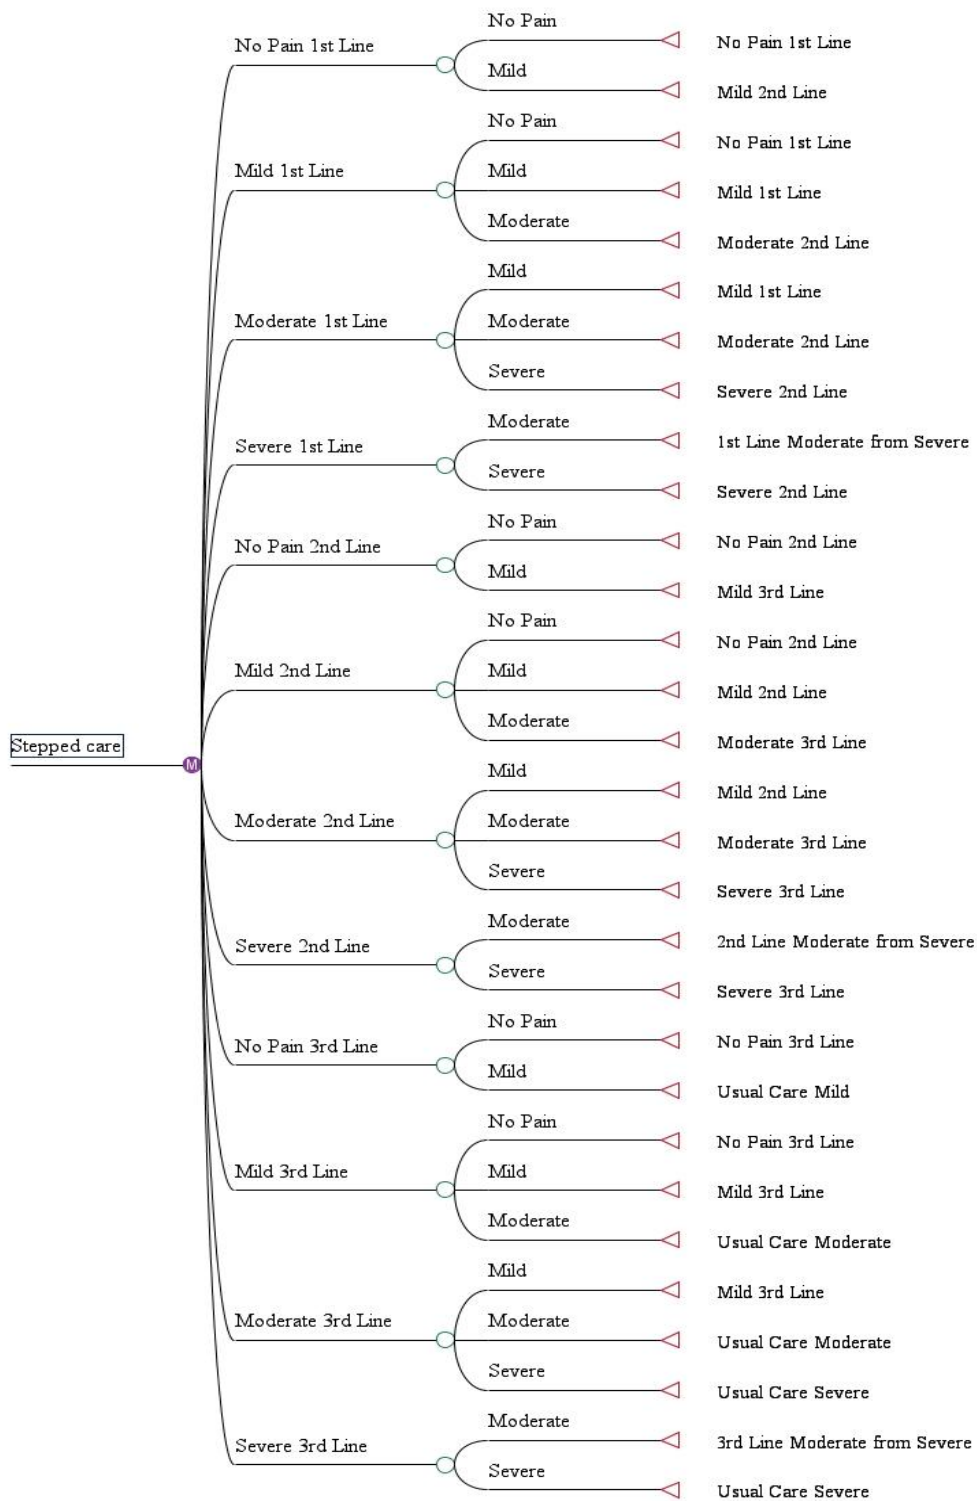 No Pain 1st Line
No Pain
No Pain 1st Line
Mild
Mild 2nd Line
Mild 1st Line
No Pain
No Pain 1st Line
Mild
Mild 1st Line
Moderate
Moderate 2nd Line
Moderate 1st Line
Mild
Mild 1st Line
Moderate
Moderate 2nd Line
Severe
Severe 2nd Line
Severe 1st Line
Moderate
1st Line Moderate from Severe
Severe
Severe 2nd Line
No Pain 2nd Line
No Pain
No Pain 2nd Line
Mild
Mild 3rd Line
Mild 2nd Line
No Pain
No Pain 2nd Line
Mild
Mild 2nd Line
Moderate
Moderate 3rd Line
Stepped care
M
Moderate 2nd Line
Mild
Mild 2nd Line
Moderate
Moderate 3rd Line
Severe
Severe 3rd Line
Severe 2nd Line
Moderate
2nd Line Moderate from Severe
Severe
Severe 3rd Line
No Pain 3rd Line
No Pain
No Pain 3rd Line
Mild
Usual Care Mild
Mild 3rd Line
No Pain
No Pain 3rd Line
Mild
Mild 3rd Line
Moderate
Usual Care Moderate
Moderate 3rd Line
Mild
Mild 3rd Line
Moderate
Usual Care Moderate
Severe
Usual Care Severe
Severe 3rd Line
Moderate
3rd Line Moderate from Severe
Severe
Usual Care Severe